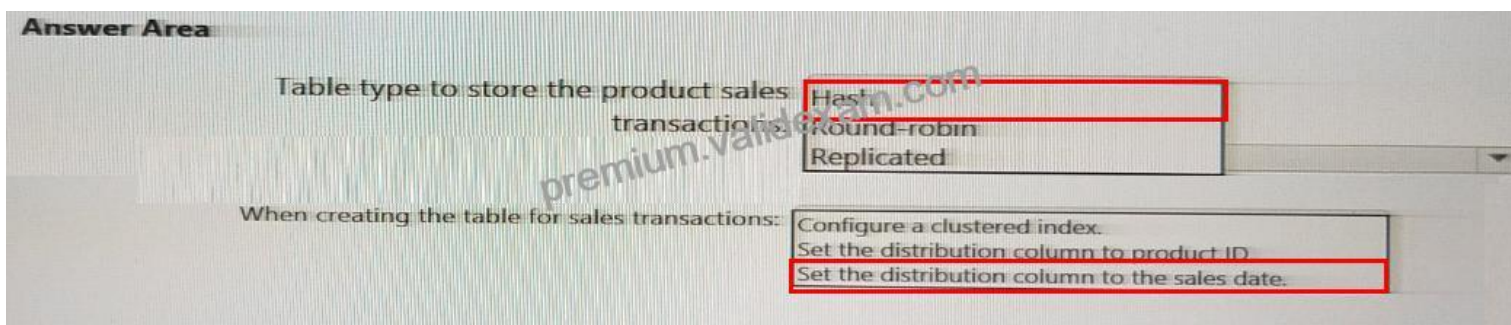 Answer Area
Table type to store the product sales transactions:
Hash
Round-robin
Replicated
premium.validexam.com
When creating the table for sales transactions:
Configure a clustered index.
Set the distribution column to product ID
Set the distribution column to the sales date.